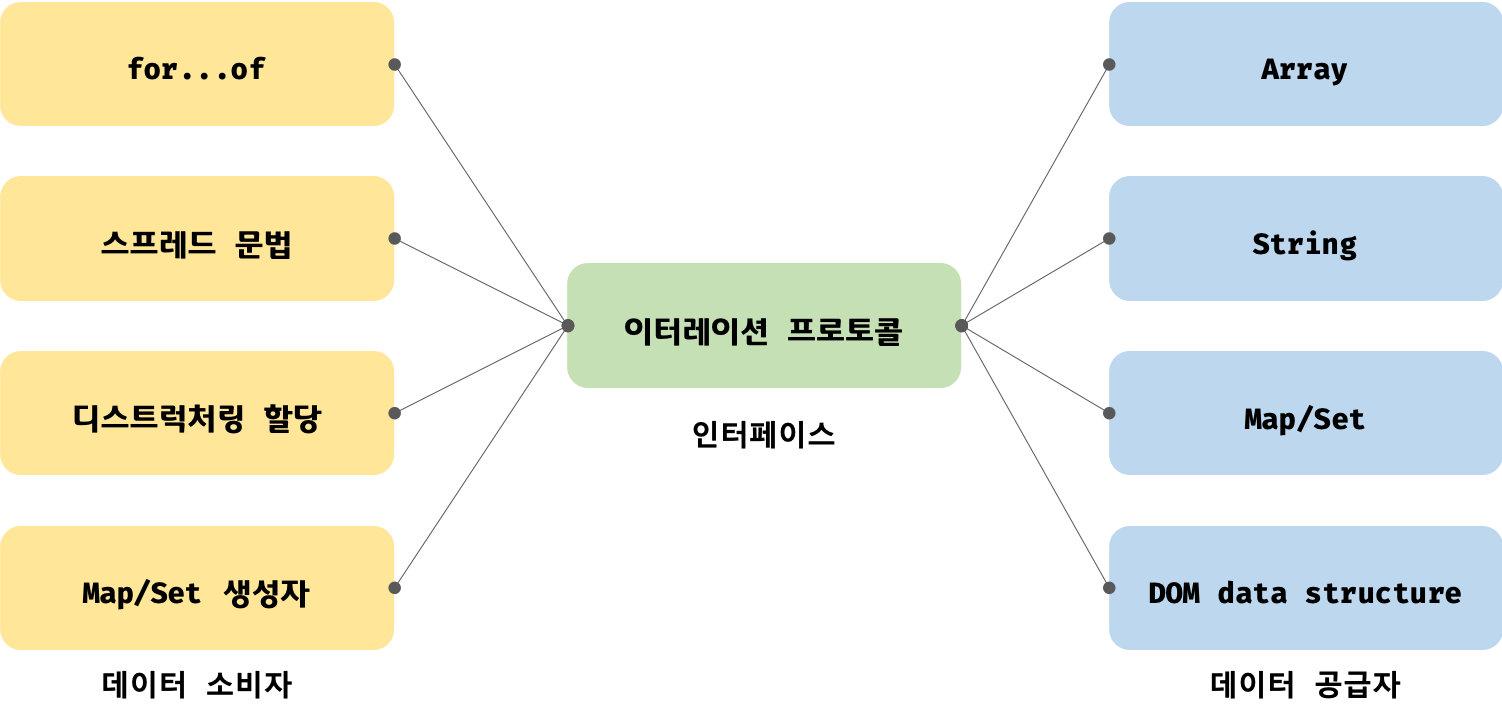 for...of
스프레드 문법
디스트럭처링 할당
Map/Set 생성자
데이터 소비자
이터레이션 프로토콜
인터페이스
Array
String
Map/Set
DOM data structure
데이터 공급자